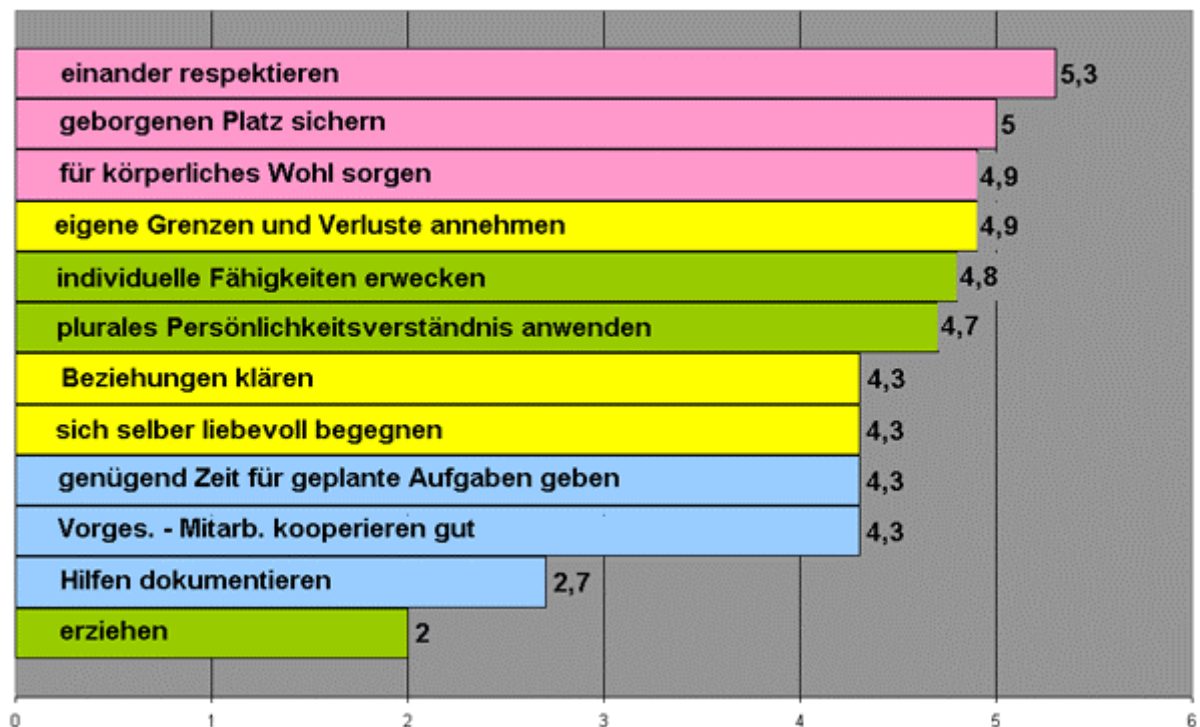 einander respektieren 5,3
geborgenen Platz sichern 5
für körperliches Wohl sorgen 4,9
eigene Grenzen und Verluste annehmen 4,9
individuelle Fähigkeiten erwecken 4,8
plurales Persönlichkeitsverständnis anwenden 4,7
Beziehungen klären 4,3
sich selber liebevoll begegnen 4,3
genügend Zeit für geplante Aufgaben geben 4,3
Vorges. - Mitarb. kooperieren gut 4,3
Hilfen dokumentieren 2,7
erziehen 2
0 1 2 3 4 5 6